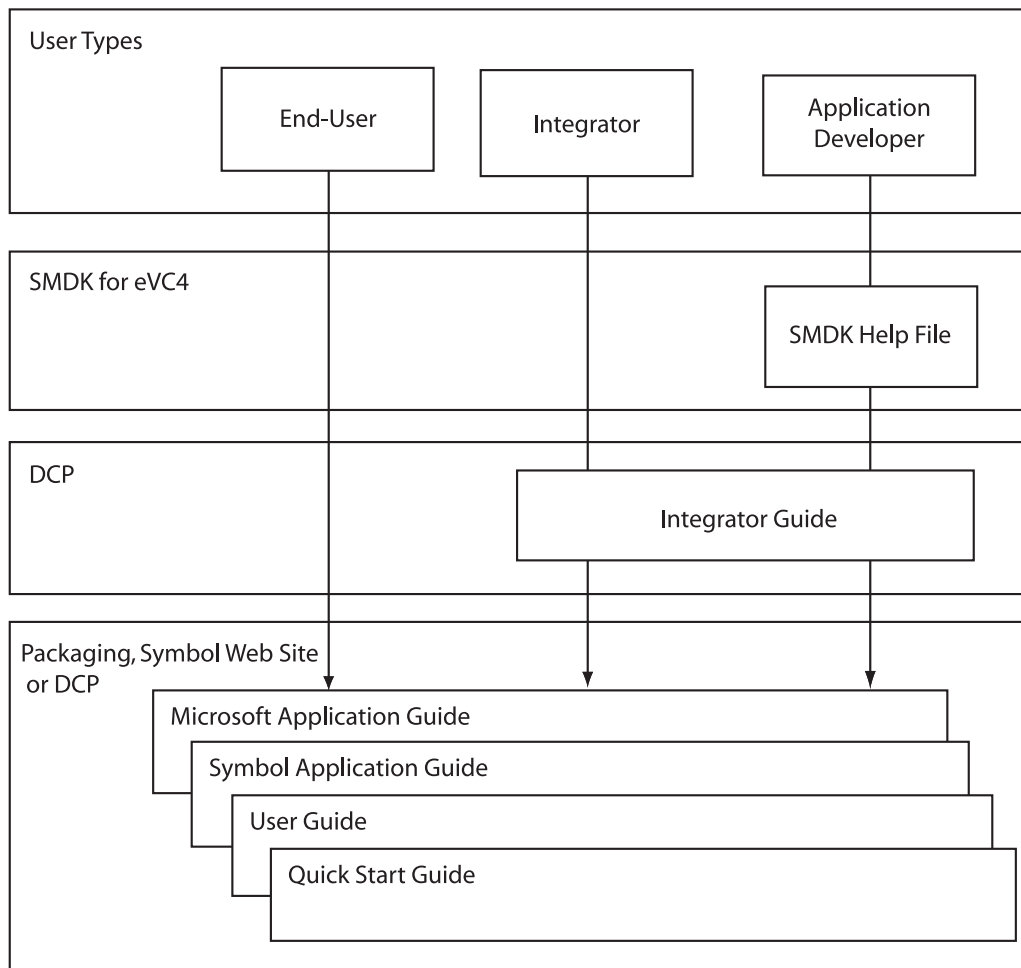 User Types
End-User
Integrator
Application
Developer
SMDK for eVC4
SMDK Help File
DCP
Integrator Guide
Packaging, Symbol Web Site
or DCP
Microsoft Application Guide
Symbol Application Guide
User Guide
Quick Start Guide